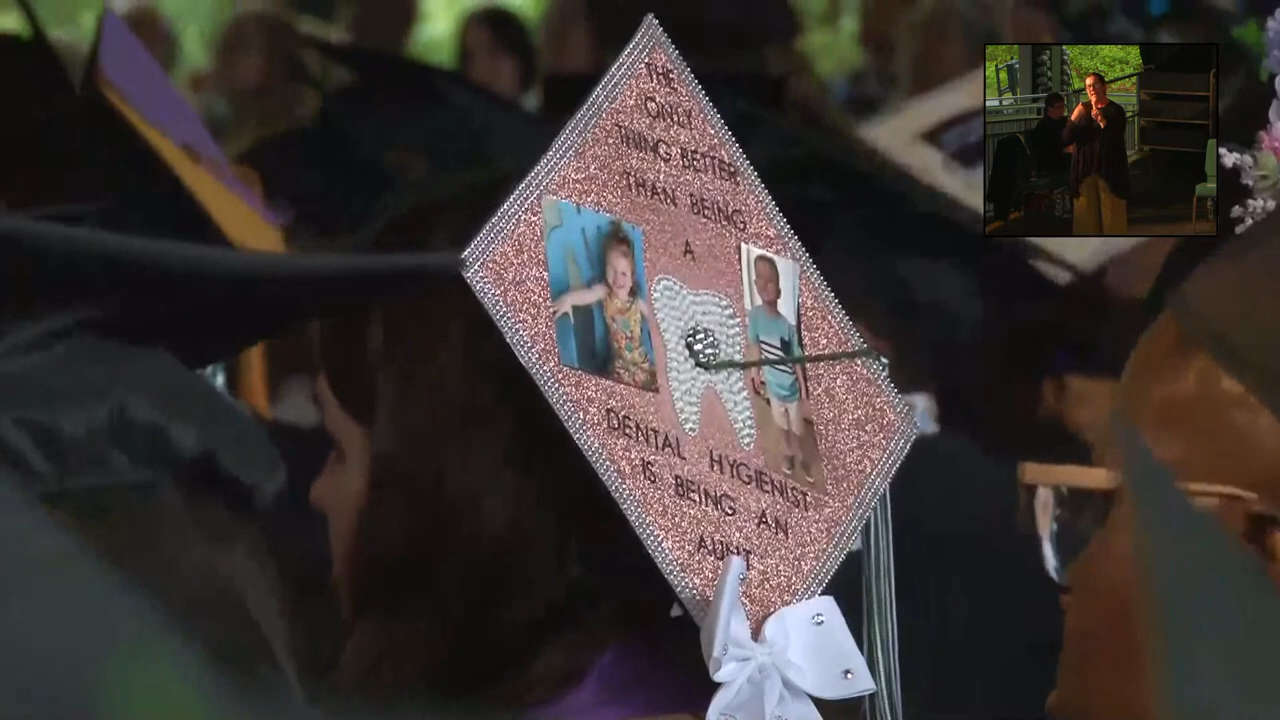 THE
ONLY
THING BETTER
THAN BEING
A
DENTAL HYGIENIST
IS BEING AN
AUNT